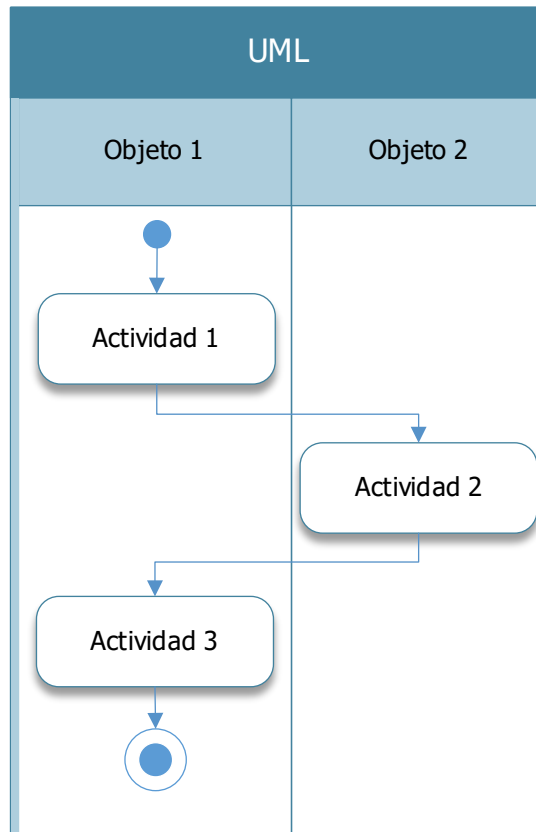 UML
Objeto 1
Objeto 2
Actividad 1
Actividad 2
Actividad 3